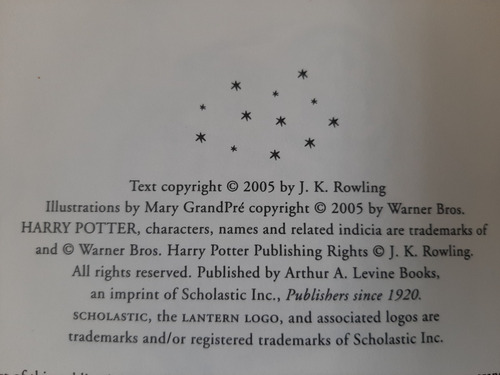 Text copyright © 2005 by J. K. Rowling
Illustrations by Mary GrandPré copyright © 2005 by Warner Bros.
HARRY POTTER, characters, names and related indicia are trademarks of
and © Warner Bros. Harry Potter Publishing Rights © J. K. Rowling.
All rights reserved. Published by Arthur A. Levine Books,
an imprint of Scholastic Inc., Publishers since 1920.
SCHOLASTIC, the LANTERN LOGO, and associated logos are
trademarks and/or registered trademarks of Scholastic Inc.